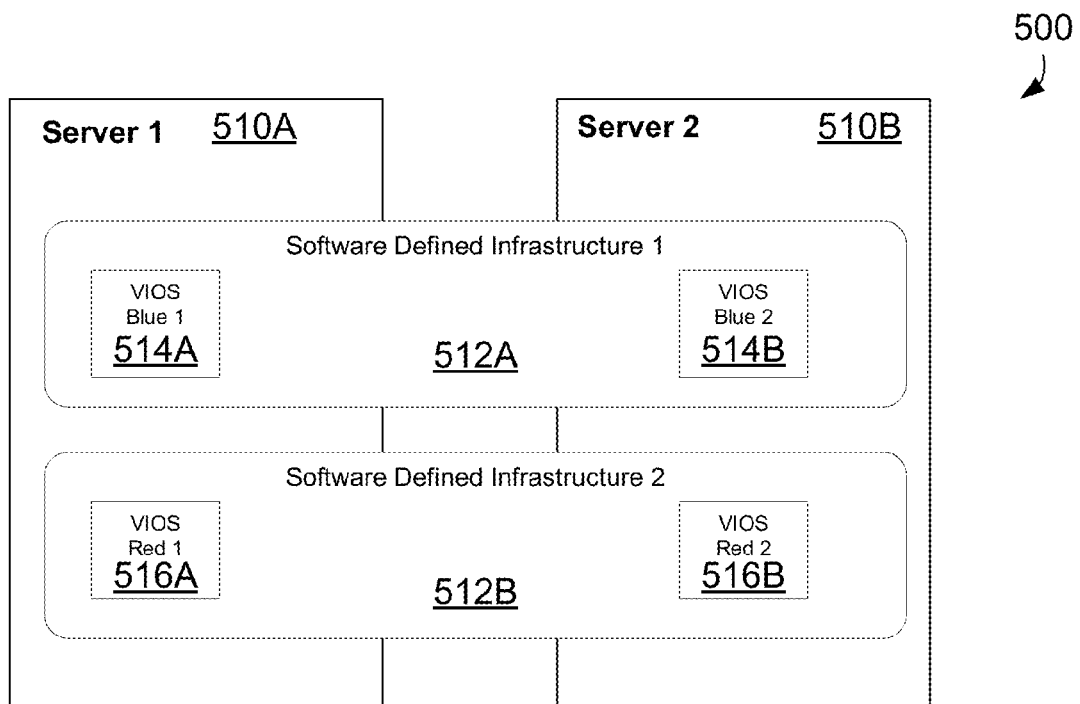 500
Server 1 510A
Server 2 510B
Software Defined Infrastructure 1
VIOS
Blue 1
514A
512A
VIOS
Blue 2
514B
Software Defined Infrastructure 2
VIOS
Red 1
516A
512B
VIOS
Red 2
516B